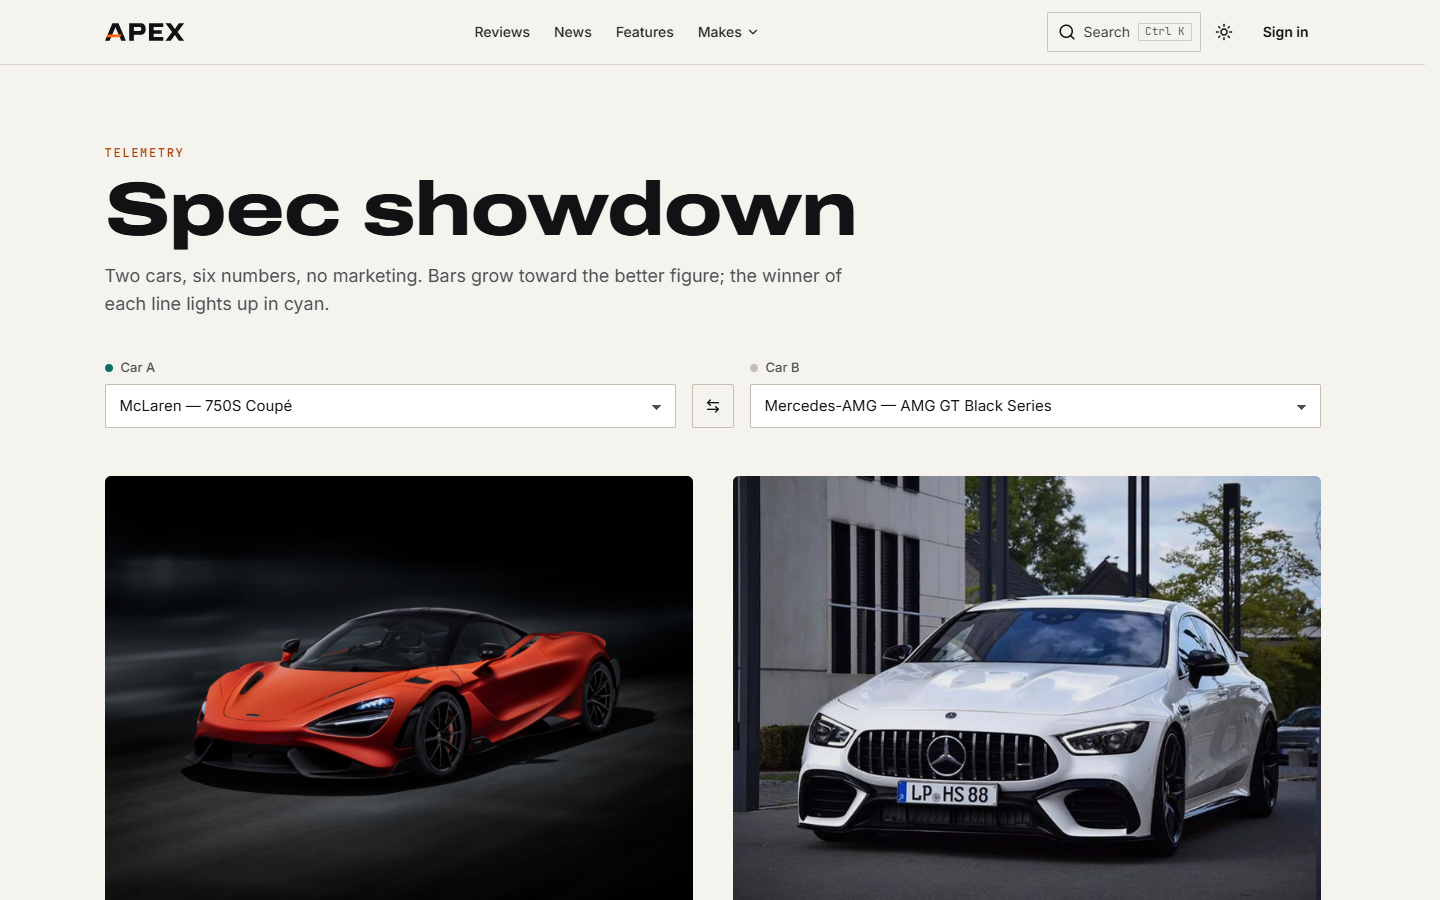 APEX
Reviews News Features Makes
Search Ctrl K
Sign in
TELEMETRY
Spec showdown
Two cars, six numbers, no marketing. Bars grow toward the better figure; the winner of
each line lights up in cyan.
Car A
McLaren — 750S Coupé
Car B
Mercedes-AMG — AMG GT Black Series
LP HS 88